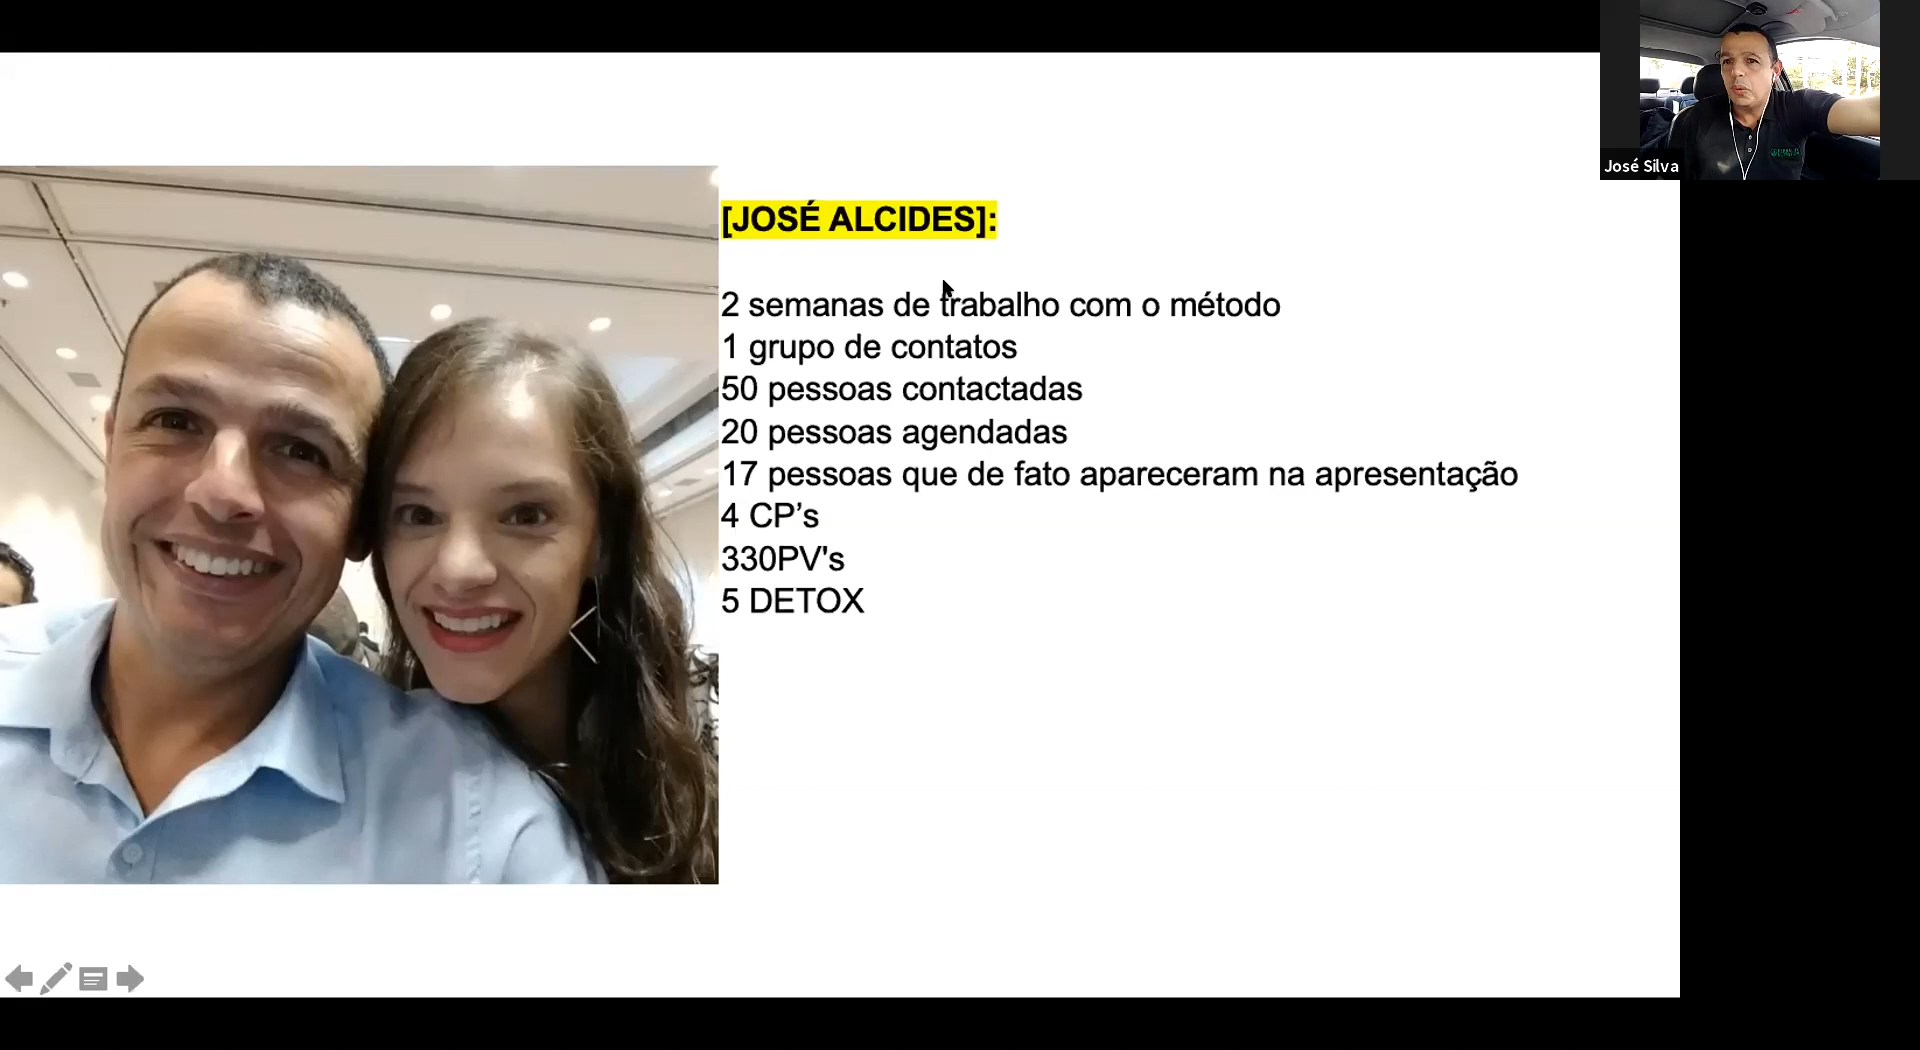 José Silva
[JOSÉ ALCIDES]:
2 semanas de trabalho com o método
1 grupo de contatos
50 pessoas contactadas
20 pessoas agendadas
17 pessoas que de fato apareceram na apresentação
4 CP’s
330PV's
5 DETOX